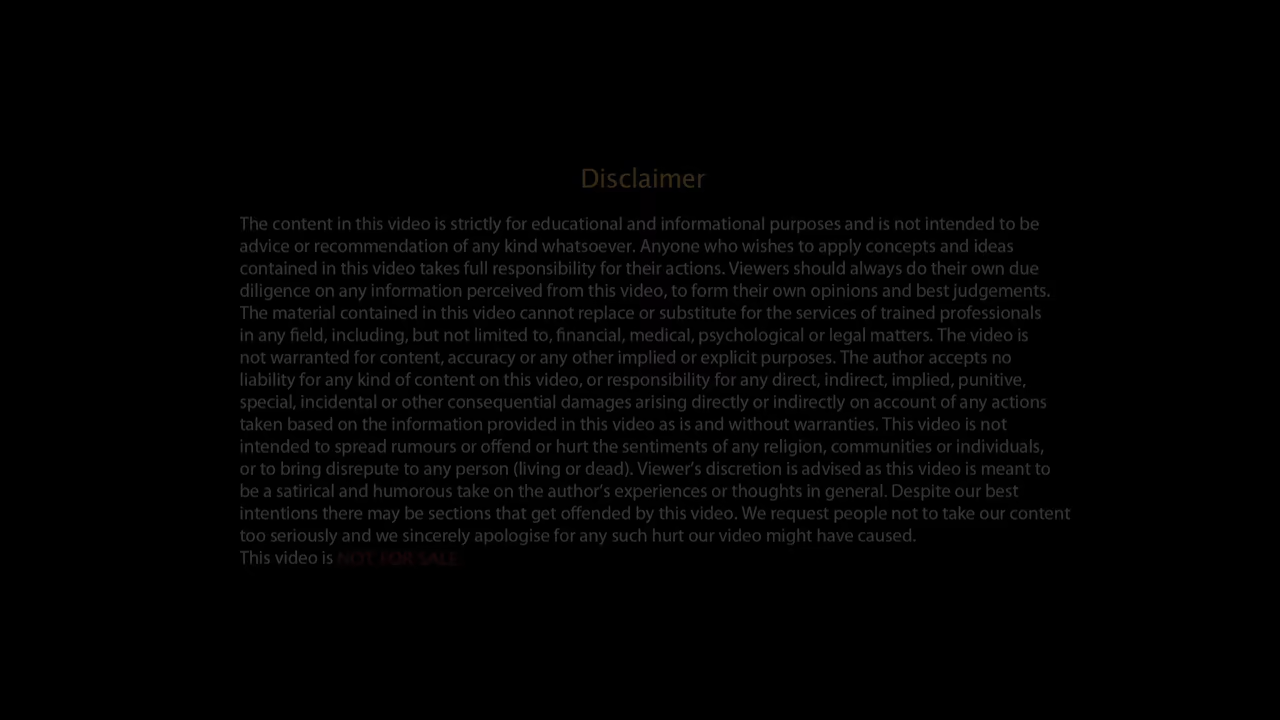 Disclaimer
The content in this video is strictly for educational and informational purposes and is not intended to be
advice or recommendation of any kind whatsoever. Anyone who wishes to apply concepts and ideas
contained in this video takes full responsibility for their actions. Viewers should always do their own due
diligence on any information perceived from this video, to form their own opinions and best judgements.
The material contained in this video cannot replace or substitute for the services of trained professionals
in any field, including, but not limited to, financial, medical, psychological or legal matters. The video is
not warranted for content, accuracy or any other implied or explicit purposes. The author accepts no
liability for any kind of content on this video, or responsibility for any direct, indirect, implied, punitive,
special, incidental or other consequential damages arising directly or indirectly on account of any actions
taken based on the information provided in this video as is and without warranties. This video is not
intended to spread rumours or offend or hurt the sentiments of any religion, communities or individuals,
or to bring disrepute to any person (living or dead). Viewer's discretion is advised as this video is meant to
be a satirical and humorous take on the author's experiences or thoughts in general. Despite our best
intentions there may be sections that get offended by this video. We request people not to take our content
too seriously and we sincerely apologise for any such hurt our video might have caused.
This video is NOT FOR SALE.